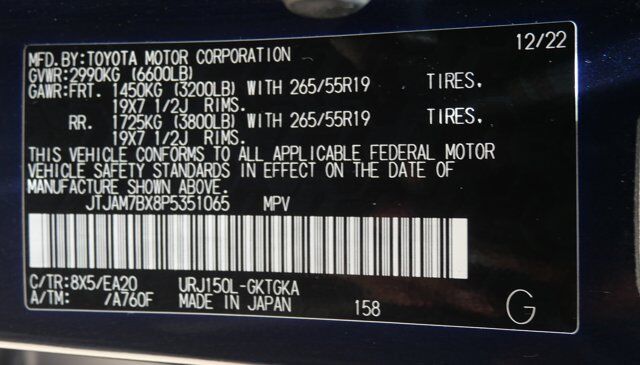 12/22
MFD. BY: TOYOTA MOTOR CORPORATION
GVWR: 2990KG (6600LB)
GAWR: FRT. 1450KG (3200LB) WITH 265/55R19 TIRES,
19X7 1/2J RIMS.
RR. 1725KG (3800LB) WITH 265/55R19 TIRES,
19X7 1/2J RIMS.
THIS VEHICLE CONFORMS TO ALL APPLICABLE FEDERAL MOTOR
VEHICLE SAFETY STANDARDS IN EFFECT ON THE DATE OF
MANUFACTURE SHOWN ABOVE.
JTJAM7BX8P5351065 MPV
C/TR: 8X5/EA20 URJ150L-GKTGKA
A/TM: /A760F MADE IN JAPAN 158 G